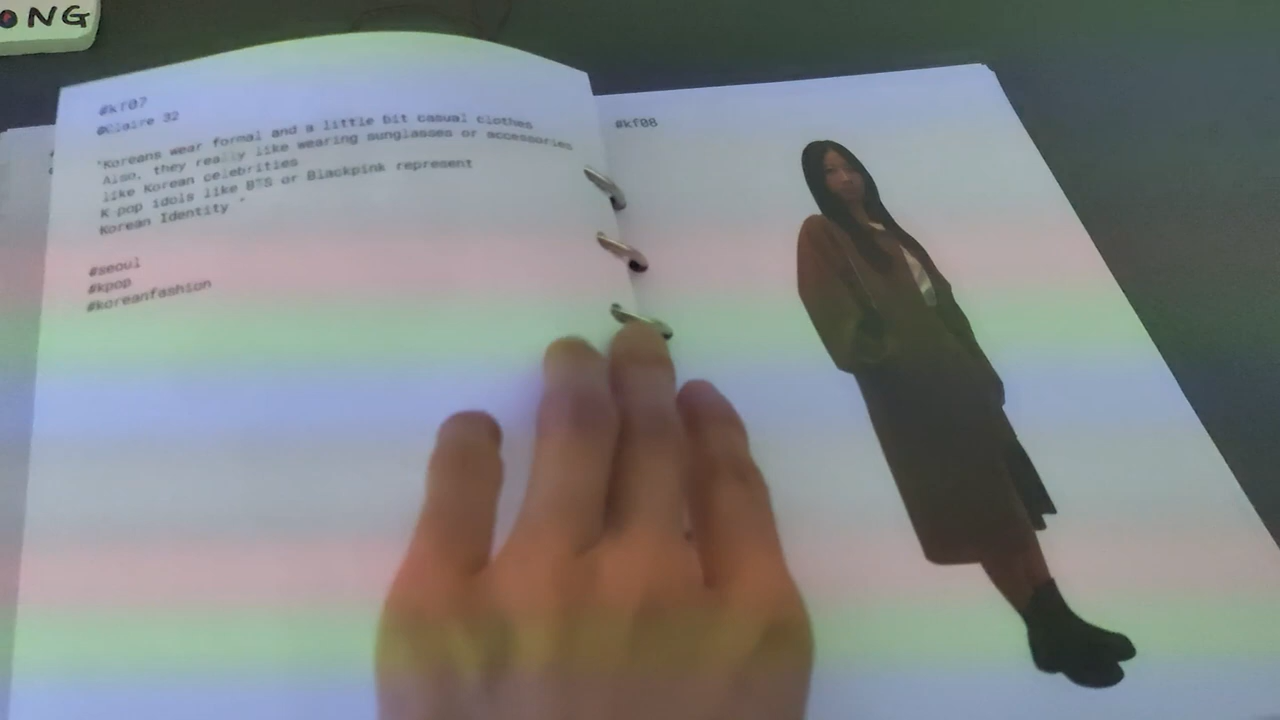 ONG
#kf07
@Claire 32
"Koreans wear formal and a little bit casual clothes
Also, they really like wearing sunglasses or accessories
like Korean celebrities
K pop idols like BTS or Blackpink represent
Korean Identity "
#seoul
#kpop
#koreanfashion
#kf08